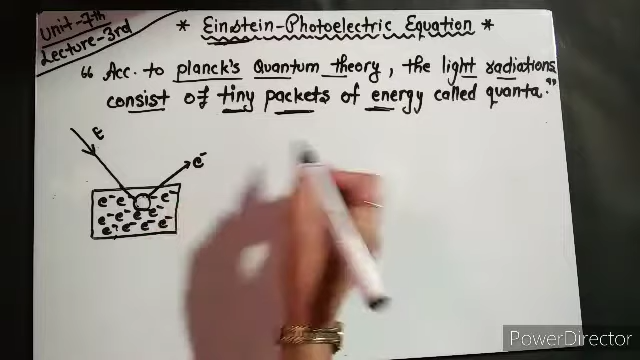 Unit-7th
Lecture-3rd
* Einstein-Photoelectric Equation *
“ Acc. to planck's Quantum theory, the light radiations
consist of tiny packets of energy called quanta.”
E
e-
e- e- e-
e- e- e- e-
e- e- e- e-
PowerDirector